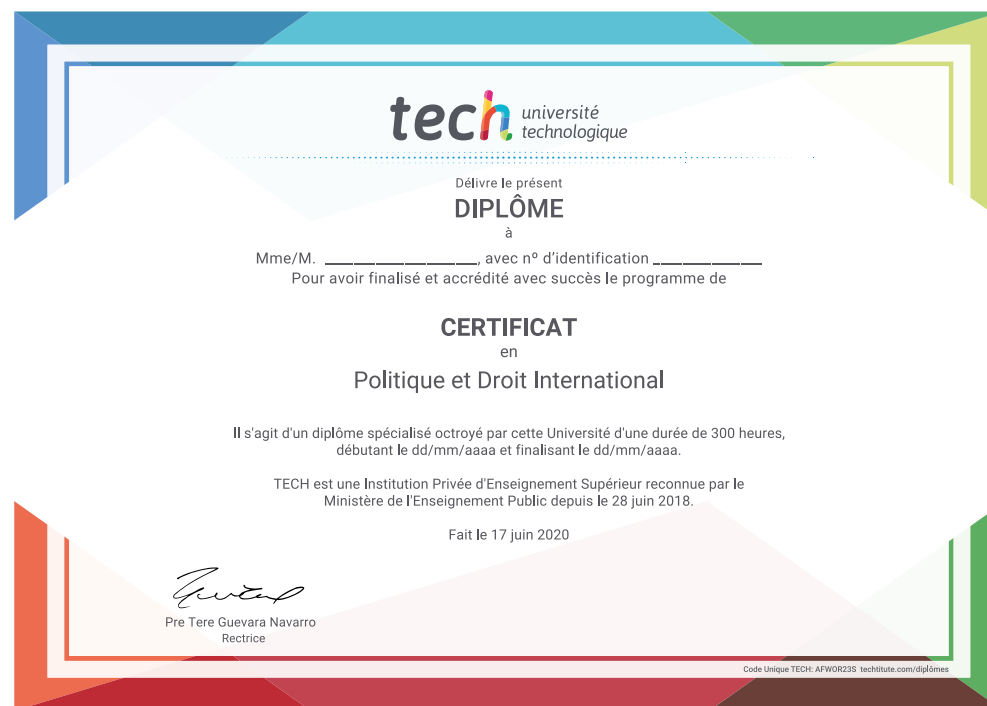 tech université
technologique
Délivre le présent
DIPLÔME
à
Mme/M. ____________________, avec nº d'identification ______________
Pour avoir finalisé et accrédité avec succès le programme de
CERTIFICAT
en
Politique et Droit International
Il s'agit d'un diplôme spécialisé octroyé par cette Université d'une durée de 300 heures,
débutant le dd/mm/aaaa et finalisant le dd/mm/aaaa.
TECH est une Institution Privée d'Enseignement Supérieur reconnue par le
Ministère de l'Enseignement Public depuis le 28 juin 2018.
Fait le 17 juin 2020
Pre Tere Guevara Navarro
Rectrice
Code Unique TECH: AFWOR23S techtitute.com/diplômes